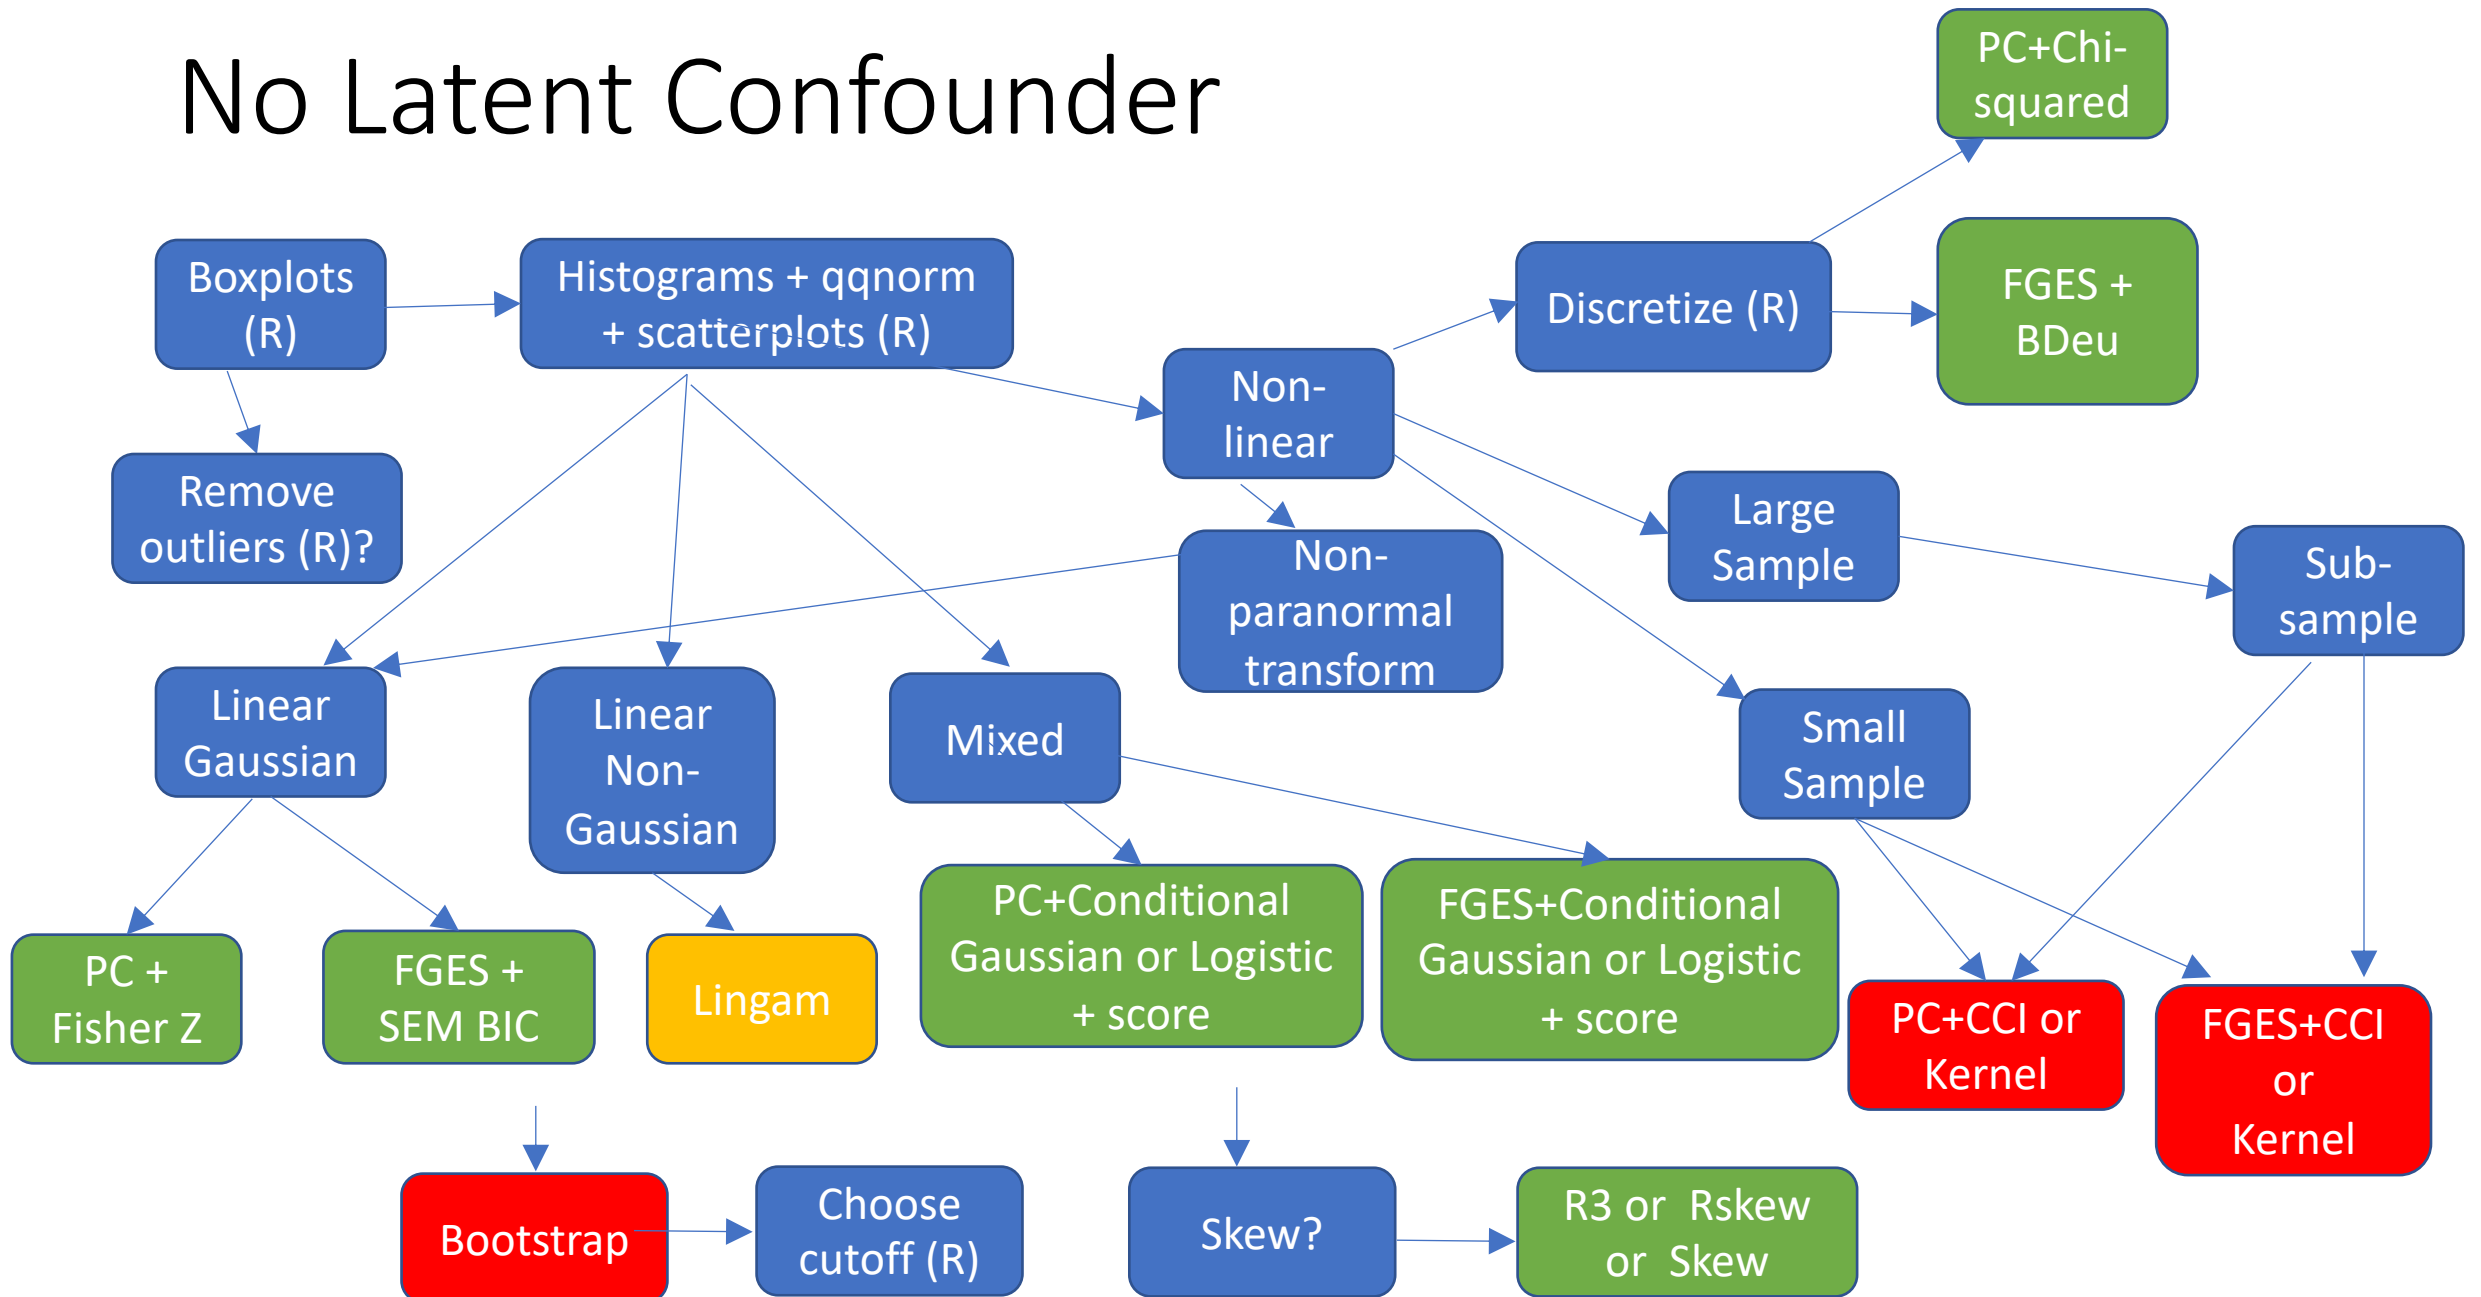 No Latent Confounder
PC+Chi-
squared
Boxplots
(R)
Histograms + qqnorm
+ scatterplots (R)
Discretize (R)
FGES +
BDeu
Non-
linear
Remove
outliers (R)?
Large
Sample
Non-
paranormal
transform
Sub-
sample
Linear
Gaussian
Linear
Non-
Gaussian
Mixed
Small
Sample
PC +
Fisher Z
FGES +
SEM BIC
Lingam
PC+Conditional
Gaussian or Logistic
+ score
FGES+Conditional
Gaussian or Logistic
+ score
PC+CCI or
Kernel
FGES+CCI
or
Kernel
Bootstrap
Choose
cutoff (R)
Skew?
R3 or  Rskew
or  Skew